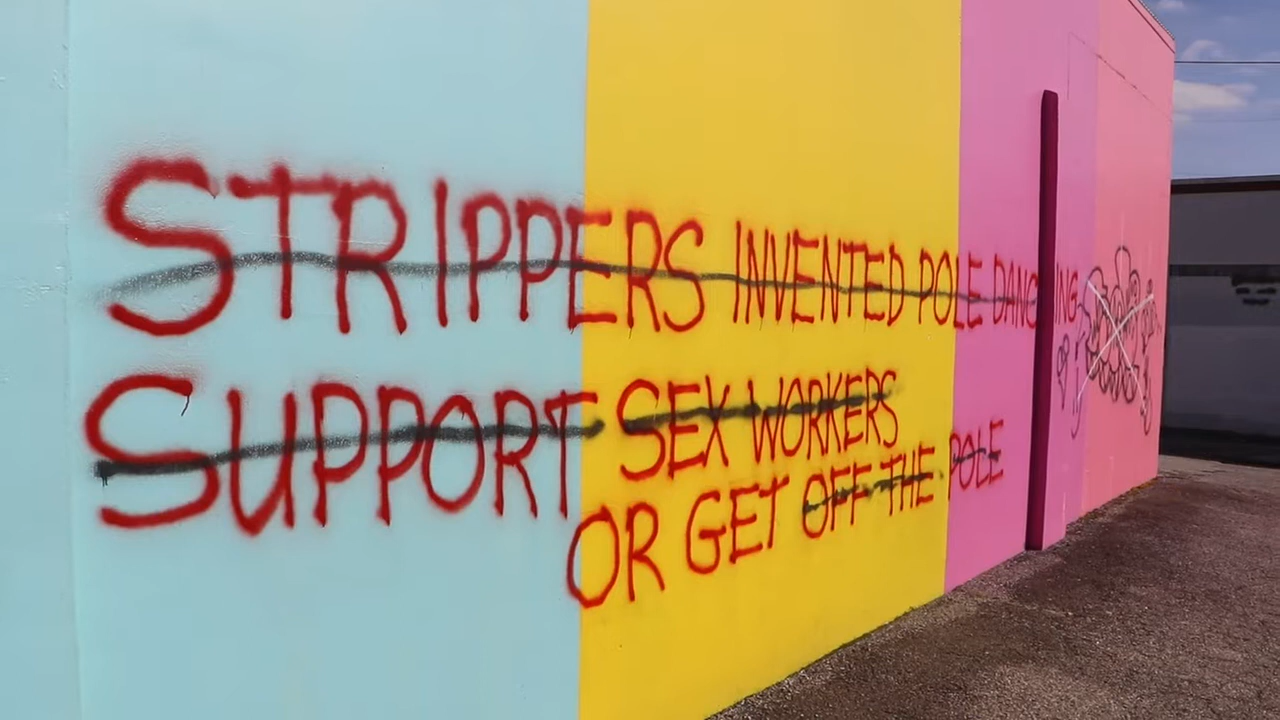 STRIPPERS INVENTED POLE DANCING
SUPPORT SEX WORKERS
OR GET OFF THE POLE